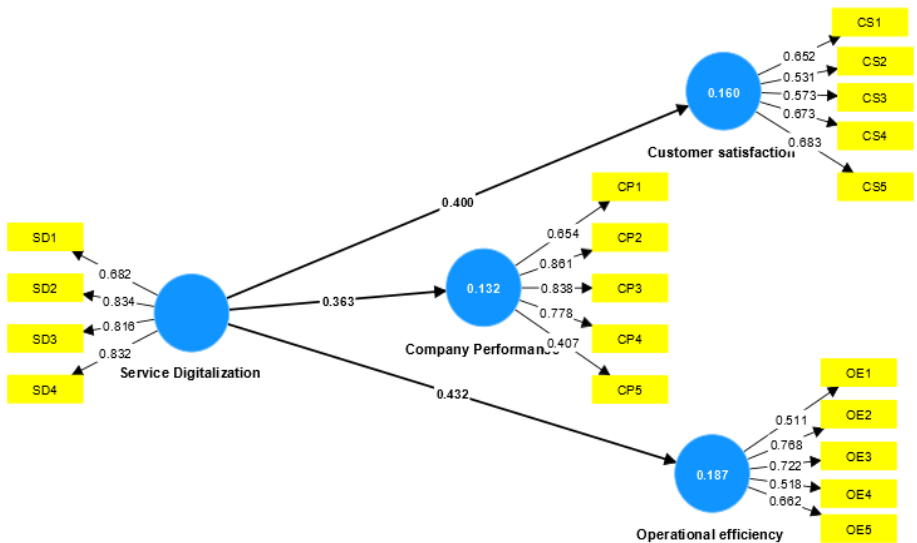 CS1
0.652
CS2
0.531
0.160
0.573
CS3
0.673
CS4
0.683
Customer satisfaction
CS5
CP1
0.400
0.654
SD1
CP2
0.861
0.682
SD2
0.132
0.838
CP3
0.363
0.834
0.778
0.816
SD3
CP4
0.407
Company Performance
0.832
Service Digitalization
SD4
CP5
0.432
OE1
0.511
OE2
0.768
0.722
OE3
0.187
0.518
OE4
0.662
OE5
Operational efficiency